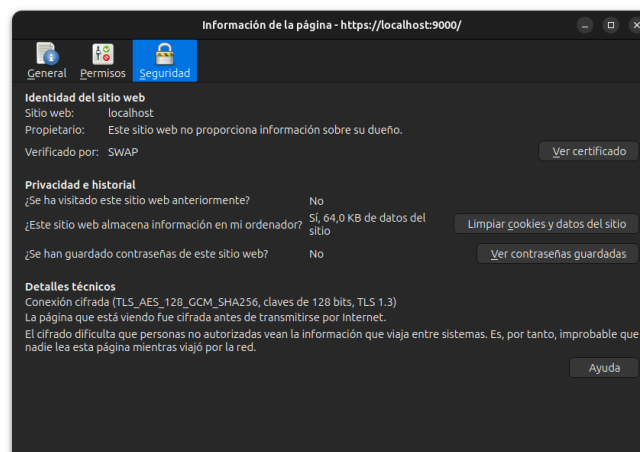 Información de la página - https://localhost:9000/
General Permisos Seguridad
Identidad del sitio web
Sitio web: localhost
Propietario: Este sitio web no proporciona información sobre su dueño.
Verificado por: SWAP Ver certificado
Privacidad e historial
¿Se ha visitado este sitio web anteriormente? No
¿Este sitio web almacena información en mi ordenador? Sí, 64,0 KB de datos del
sitio Limpiar cookies y datos del sitio
¿Se han guardado contraseñas de este sitio web? No Ver contraseñas guardadas
Detalles técnicos
Conexión cifrada (TLS_AES_128_GCM_SHA256, claves de 128 bits, TLS 1.3)
La página que está viendo fue cifrada antes de transmitirse por Internet.
El cifrado dificulta que personas no autorizadas vean la información que viaja entre sistemas. Es, por tanto, improbable que
nadie lea esta página mientras viajó por la red.
Ayuda